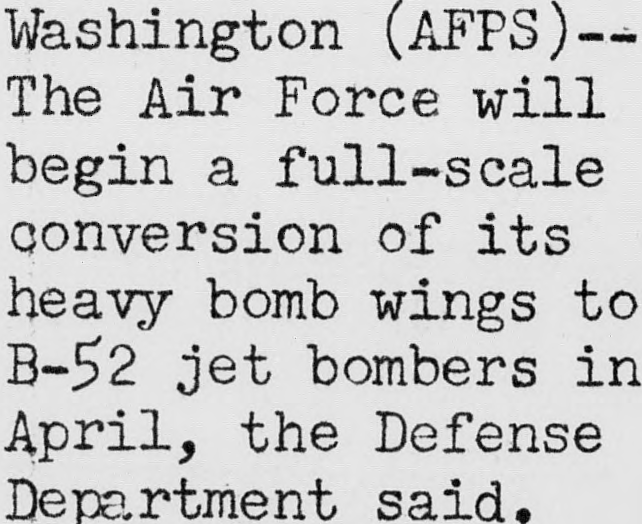 Washington (AFPS)--
The Air Force will
begin a full-scale
conversion of its
heavy bomb wings to
B-52 jet bombers in
April, the Defense
Department said.